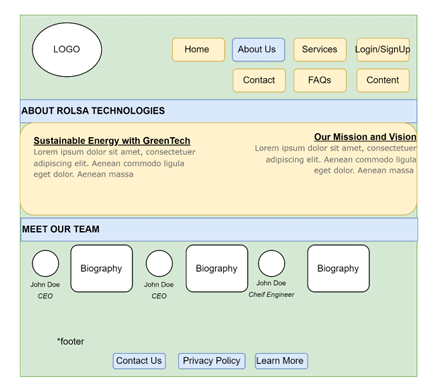 LOGO
Home
About Us
Services
Login/SignUp
Contact
FAQs
Content
ABOUT ROLSA TECHNOLOGIES
Sustainable Energy with GreenTech
Lorem ipsum dolor sit amet, consectetuer
adipiscing elit. Aenean commodo ligula
eget dolor. Aenean massa
Our Mission and Vision
Lorem ipsum dolor sit amet, consectetuer
adipiscing elit. Aenean commodo ligula
eget dolor. Aenean massa
MEET OUR TEAM
John Doe
CEO
Biography
John Doe
CEO
Biography
John Doe
Cheif Engineer
Biography
*footer
Contact Us
Privacy Policy
Learn More